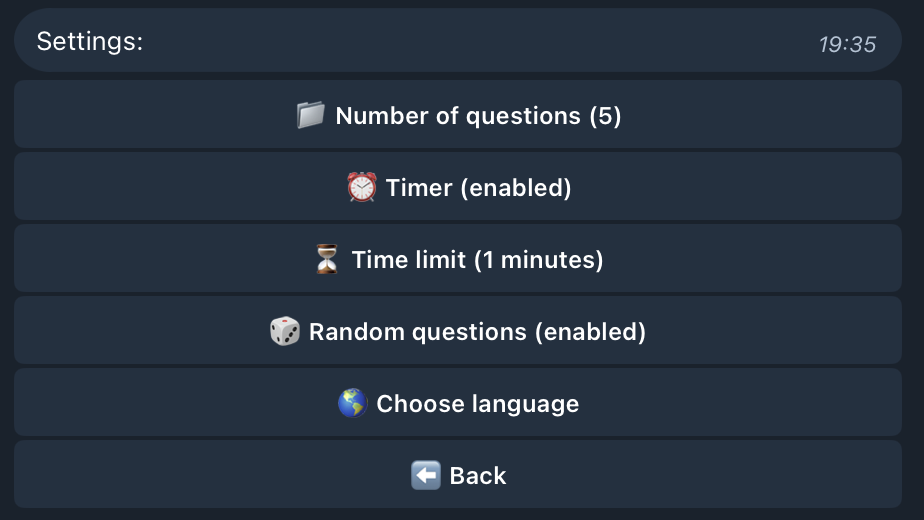 Settings:
19:35
📁 Number of questions (5)
⏰ Timer (enabled)
⏳ Time limit (1 minutes)
🎲 Random questions (enabled)
🌎 Choose language
⬅️ Back